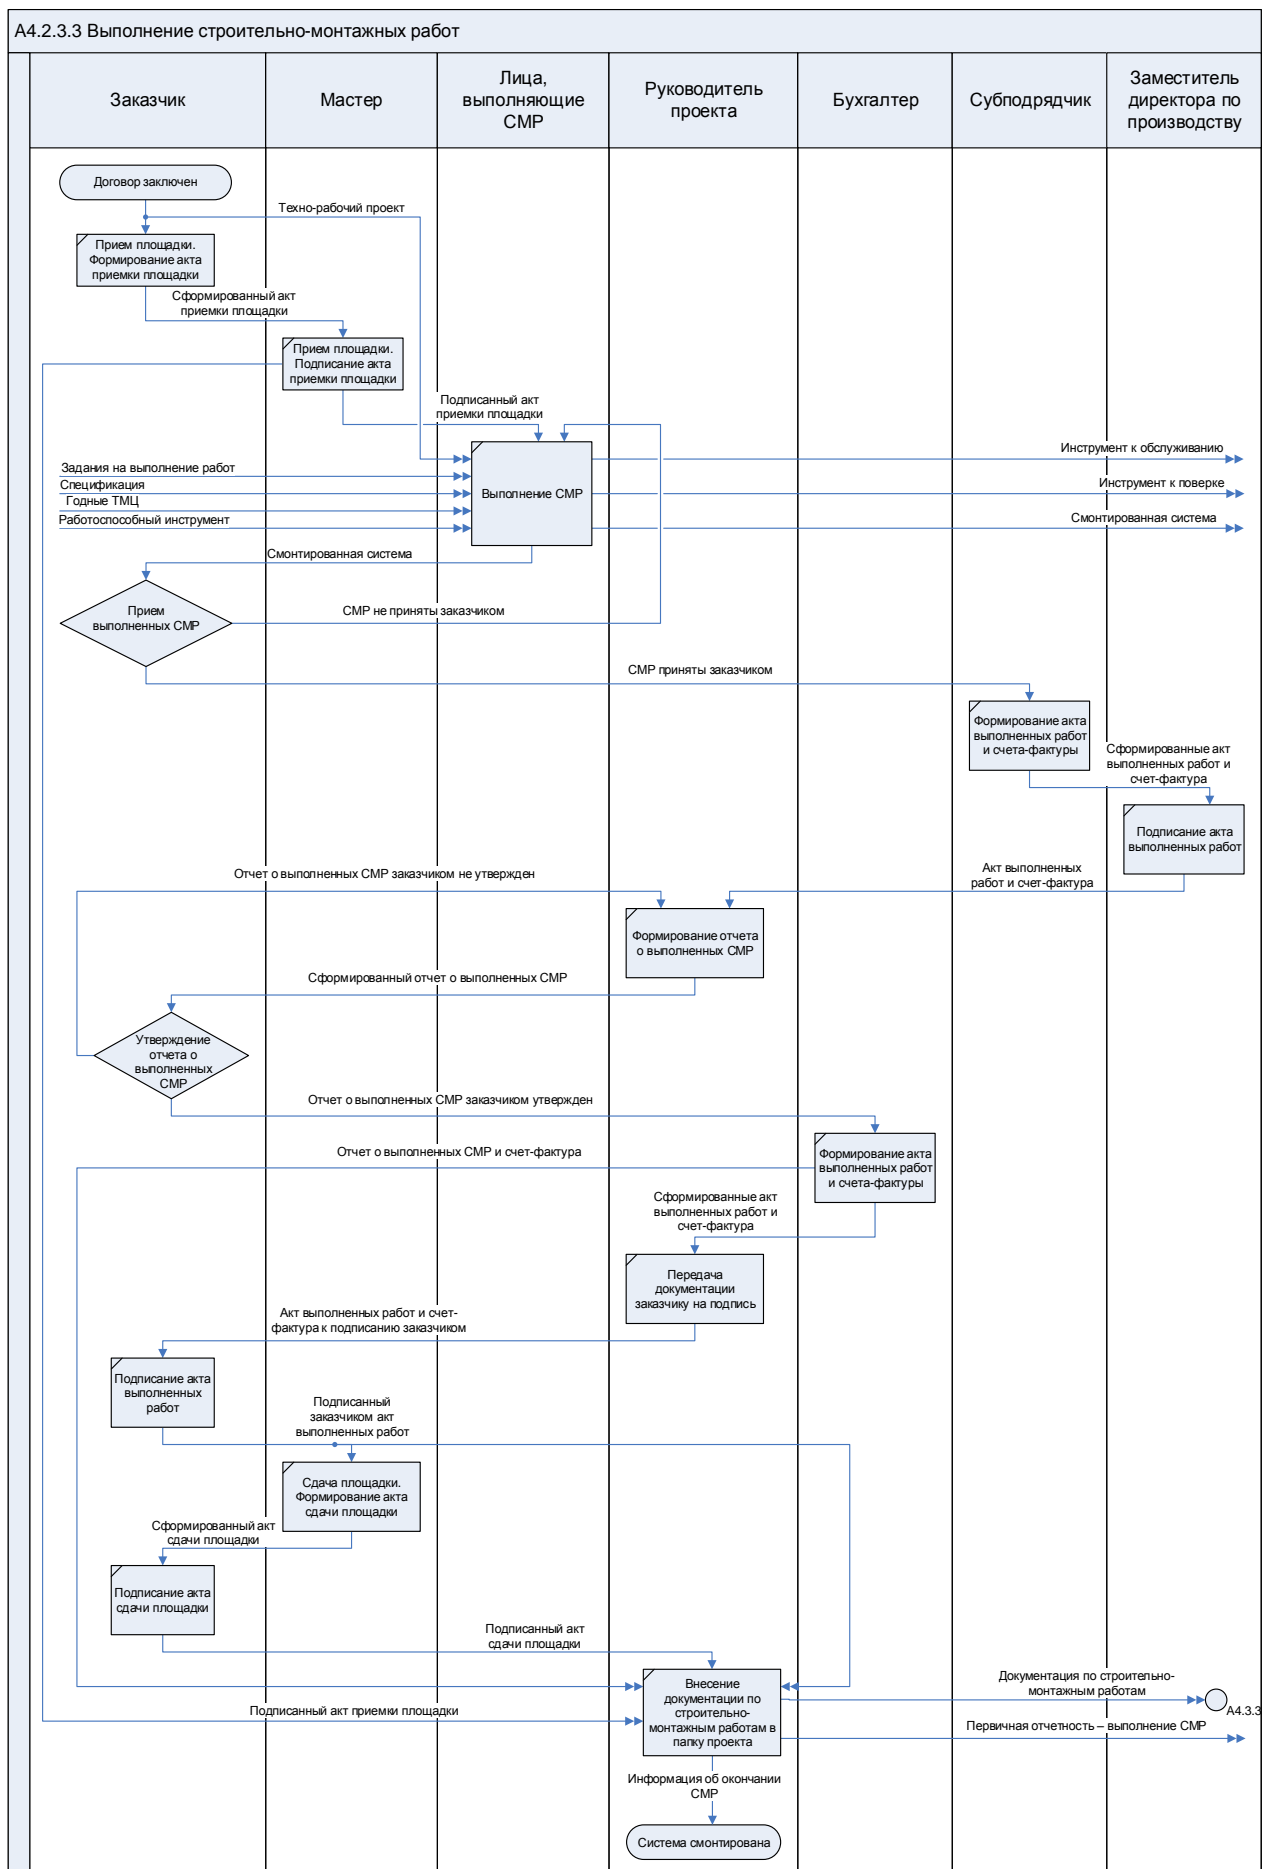 А4.2.3.3 Выполнение строительно-монтажных работ
Заказчик
Мастер
Лица,
выполняющие
СМР
Руководитель
проекта
Бухгалтер
Субподрядчик
Заместитель
директора по
производству
Договор заключен
Техно-рабочий проект
Прием площадки.
Формирование акта
приемки площадки
Сформированный акт
приемки площадки
Прием площадки.
Подписание акта
приемки площадки
Подписанный акт
приемки площадки
Задания на выполнение работ
Спецификация
Годные ТМЦ
Работоспособный инструмент
Выполнение СМР
Инструмент к обслуживанию
Инструмент к поверке
Смонтированная система
Смонтированная система
Прием
выполненных СМР
СМР не приняты заказчиком
СМР приняты заказчиком
Формирование акта
выполненных работ
и счета-фактуры
Сформированные акт
выполненных работ и
счет-фактура
Подписание акта
выполненных работ
Акт выполненных
работ и счет-фактура
Отчет о выполненных СМР заказчиком не утвержден
Формирование отчета
о выполненных СМР
Сформированный отчет о выполненных СМР
Утверждение
отчета о
выполненных
СМР
Отчет о выполненных СМР заказчиком утвержден
Отчет о выполненных СМР и счет-фактура
Формирование акта
выполненных работ
и счета-фактуры
Сформированные акт
выполненных работ и
счет-фактура
Передача
документации
заказчику на подпись
Акт выполненных работ и счет-
фактура к подписанию заказчиком
Подписание акта
выполненных
работ
Подписанный
заказчиком акт
выполненных работ
Сдача площадки.
Формирование акта
сдачи площадки
Сформированный акт
сдачи площадки
Подписание акта
сдачи площадки
Подписанный акт
сдачи площадки
Внесение
документации по
строительно-
монтажным работам в
папку проекта
Документация по строительно-
монтажным работам
А4.3.3
Подписанный акт приемки площадки
Первичная отчетность – выполнение СМР
Информация об окончании
СМР
Система смонтирована